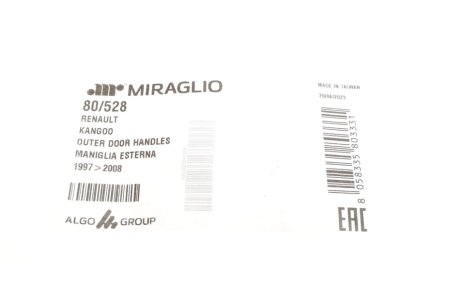 MIRAGLIO
80/528
RENAULT
KANGOO
OUTER DOOR HANDLES
MANIGLIA ESTERNA
1997>2008
ALGO GROUP
MADE IN TAIWAN
8 058335 803331
EAC